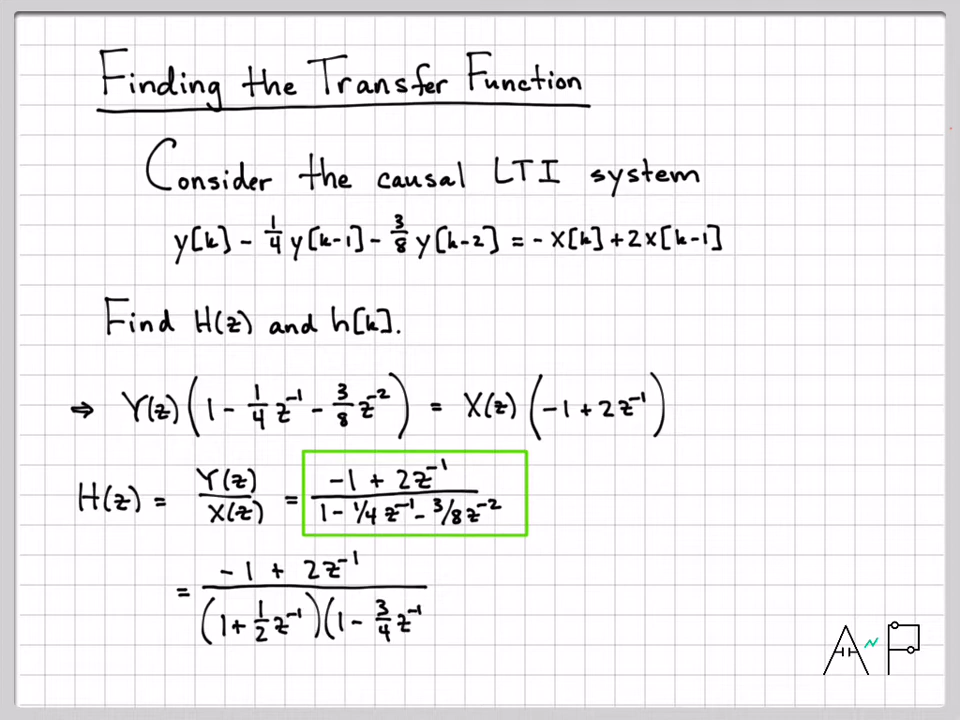 Finding the Transfer Function
Consider the causal LTI system
y[k] - 1/4 y[k-1] - 3/8 y[k-2] = - x[k] + 2x[k-1]
Find H(z) and h[k].
⇒ Y(z) (1 - 1/4 z⁻¹ - 3/8 z⁻²) = X(z) (-1 + 2z⁻¹)
H(z) = Y(z)/X(z) = (-1 + 2z⁻¹)/(1 - 1/4 z⁻¹ - 3/8 z⁻²)
= (-1 + 2z⁻¹)/((1 + 1/2 z⁻¹)(1 - 3/4 z⁻¹
A~P